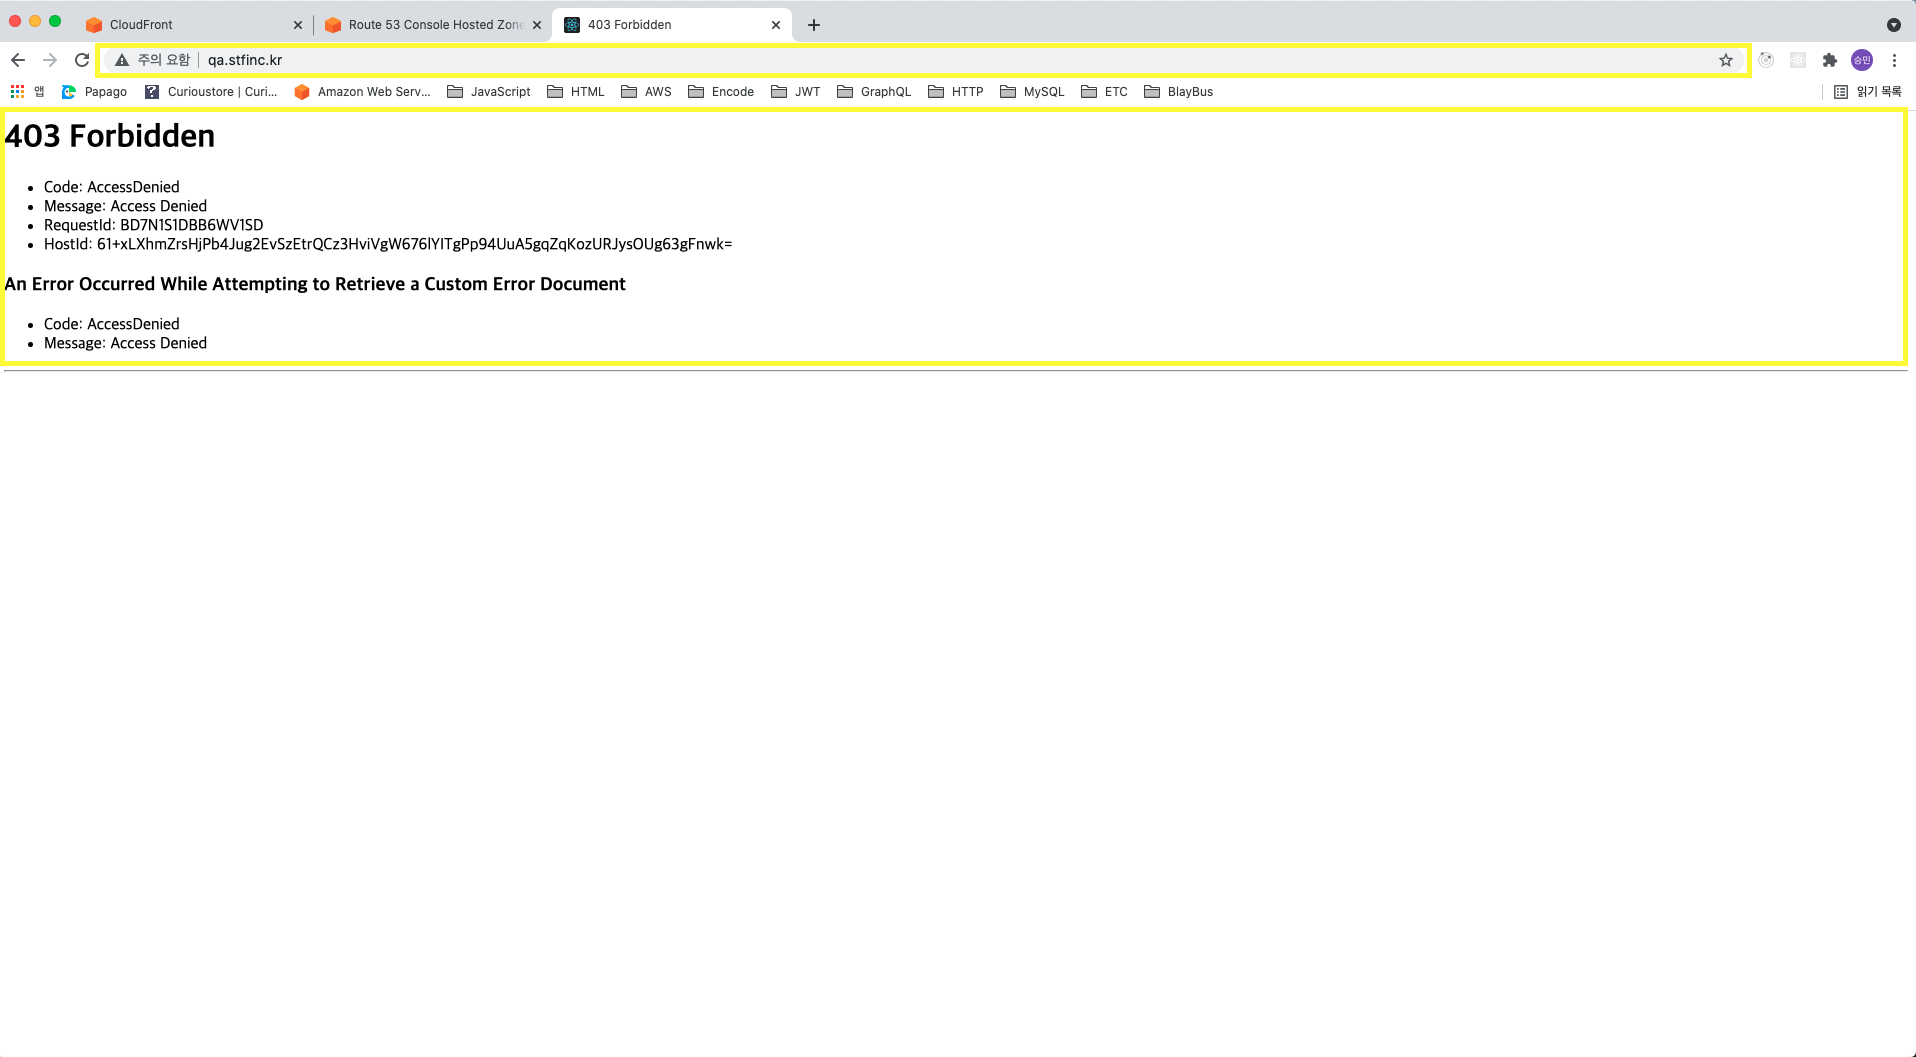 CloudFront
Route 53 Console Hosted Zone
403 Forbidden
주의 요함 qa.stfinc.kr
승민
앱 Papago Curioustore | Curi... Amazon Web Serv... JavaScript HTML AWS Encode JWT GraphQL HTTP MySQL ETC BlayBus 읽기 목록
403 Forbidden
• Code: AccessDenied
• Message: Access Denied
• RequestId: BD7N1S1DBB6WV1SD
• HostId: 61+xLXhmZrsHjPb4Jug2EvSzEtrQCz3HviVgW676lYITgPp94UuA5gqZqKozURJysOUg63gFnwk=
An Error Occurred While Attempting to Retrieve a Custom Error Document
• Code: AccessDenied
• Message: Access Denied